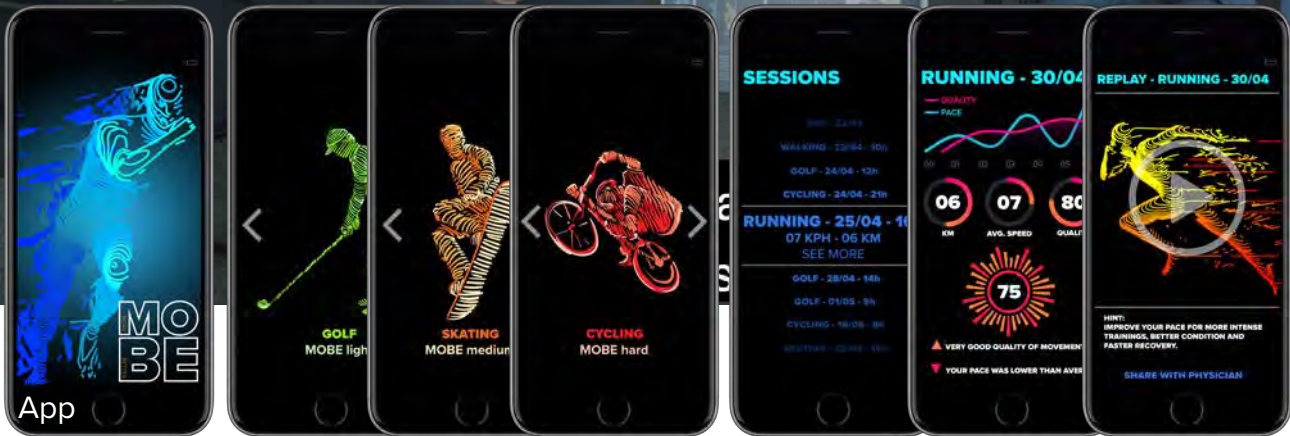 MO
BE
App
GOLF
MOBE ligh
SKATING
MOBE medium
CYCLING
MOBE hard
SESSIONS
WALKING - 23/04 - 10h
GOLF - 24/04 - 12h
CYCLING - 24/04 - 21h
RUNNING - 25/04 - 16
07 KPH - 06 KM
SEE MORE
GOLF - 28/04 - 14h
GOLF - 01/05 - 9h
RUNNING - 30/04
QUALITY
PACE
06
KM
07
AVG. SPEED
80
QUALIT
75
VERY GOOD QUALITY OF MOVEMEN
YOUR PACE WAS LOWER THAN AVER
REPLAY - RUNNING - 30/04
HINT:
IMPROVE YOUR PACE FOR MORE INTENSE
TRAININGS, BETTER CONDITION AND
FASTER RECOVERY.
SHARE WITH PHYSICIAN